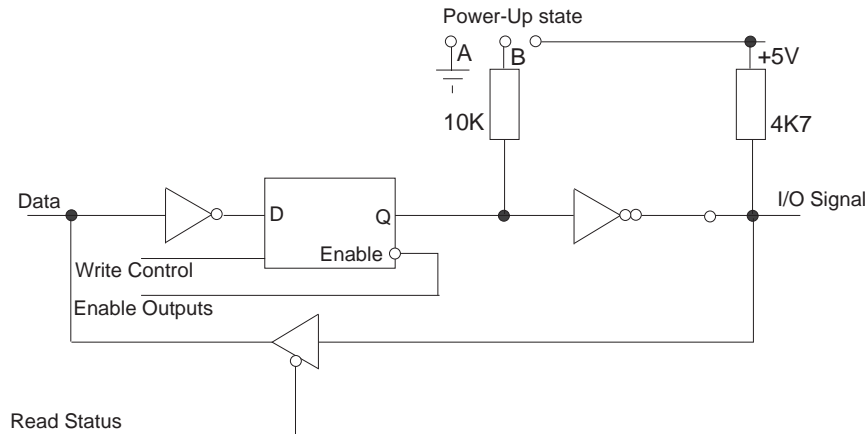 Power-Up state
A
B
+5V
10K
4K7
Data
I/O Signal
D
Q
Enable
Write Control
Enable Outputs
Read Status